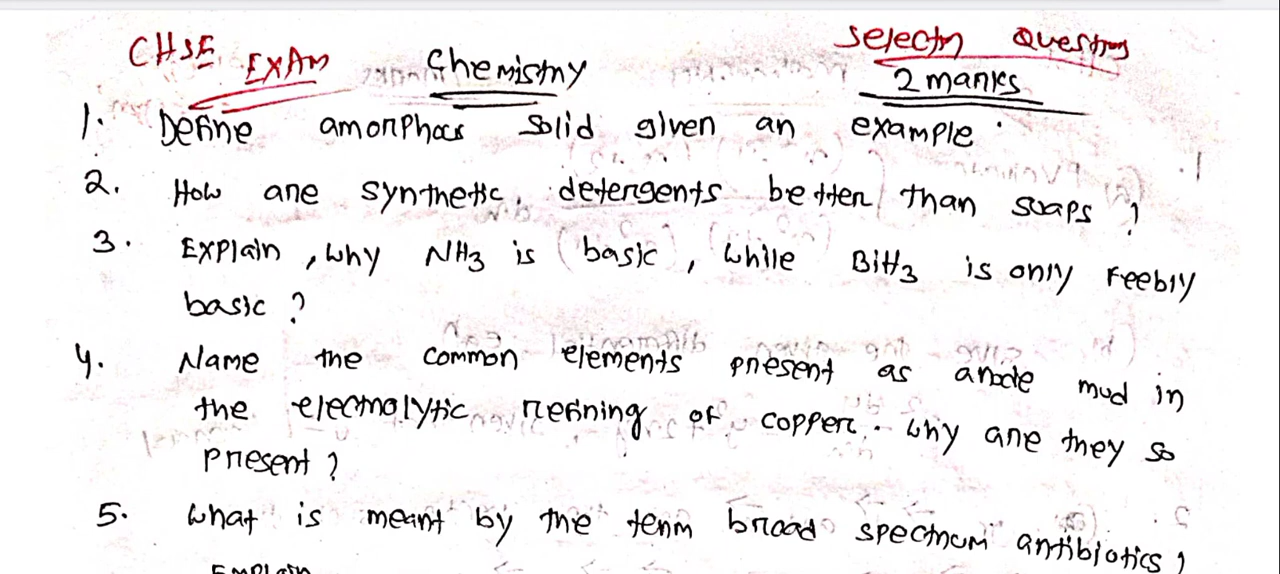 CHSE EXAM Chemistry Selectn Questions
2 marks
1. Define amorphous solid given an example.
2. How are synthetic detergents better than soaps ?
3. Explain, why NH3 is basic, while BiH3 is only feebly
basic ?
4. Name the common elements present as anode mud in
the electrolytic refining of copper. why are they so
present ?
5. what is meant by the term broad spectrum antibiotics ?
Explain